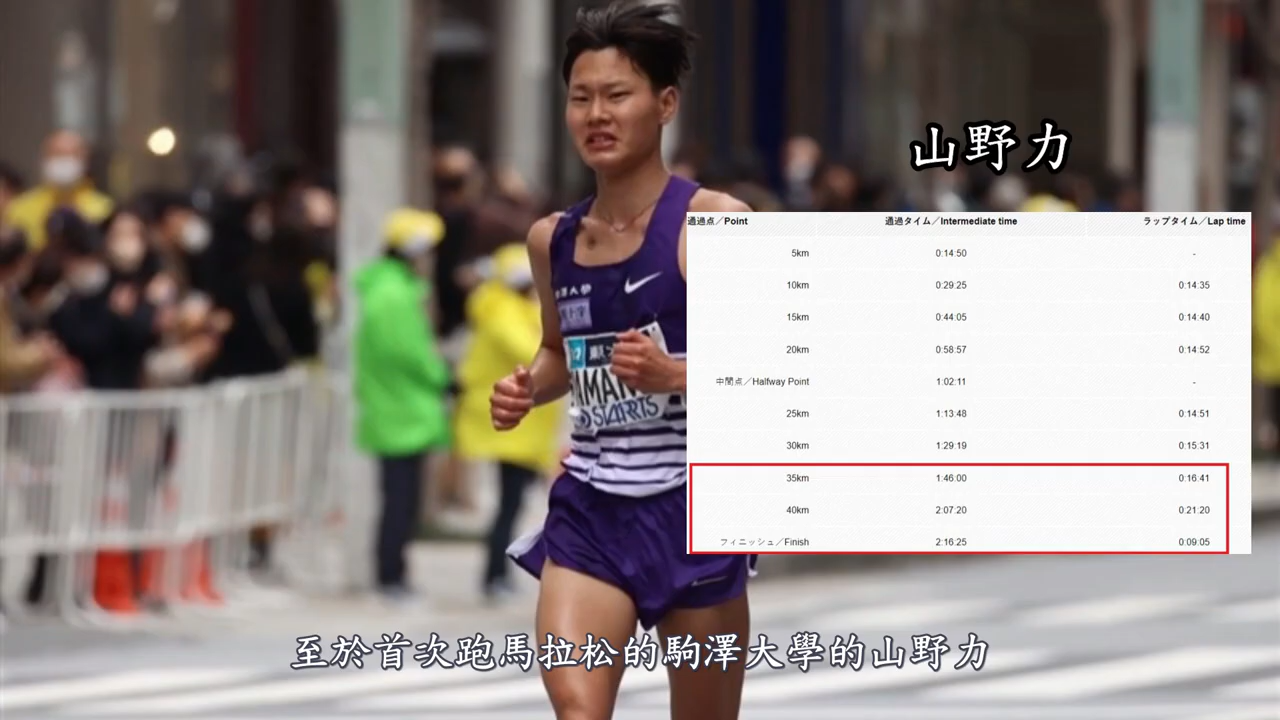 山野力
通過点／Point 通過タイム／Intermediate time ラップタイム／Lap time
5km 0:14:50 -
10km 0:29:25 0:14:35
15km 0:44:05 0:14:40
20km 0:58:57 0:14:52
中間点／Halfway Point 1:02:11 -
25km 1:13:48 0:14:51
30km 1:29:19 0:15:31
35km 1:46:00 0:16:41
40km 2:07:20 0:21:20
フィニッシュ／Finish 2:16:25 0:09:05
STARTS
至於首次跑馬拉松的駒澤大學的山野力